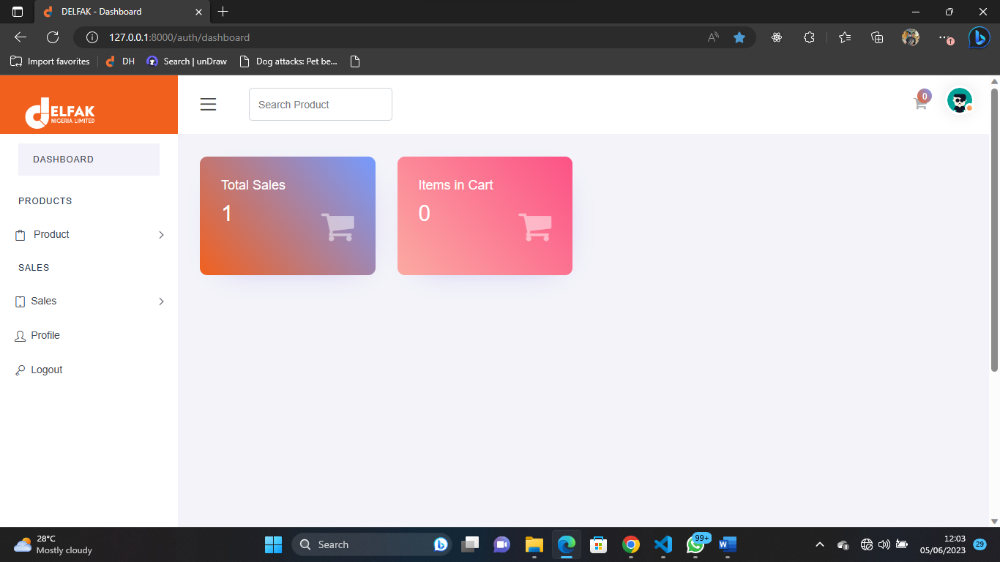 DELFAK - Dashboard
127.0.0.1:8000/auth/dashboard
Import favorites
DH
Search | unDraw
Dog attacks: Pet be...
ELFAK
NIGERIA LIMITED
Search Product
0
DASHBOARD
PRODUCTS
Product
SALES
Sales
Profile
Logout
Total Sales
1
Items in Cart
0
28°C
Mostly cloudy
Search
99+
12:03
05/06/2023
29